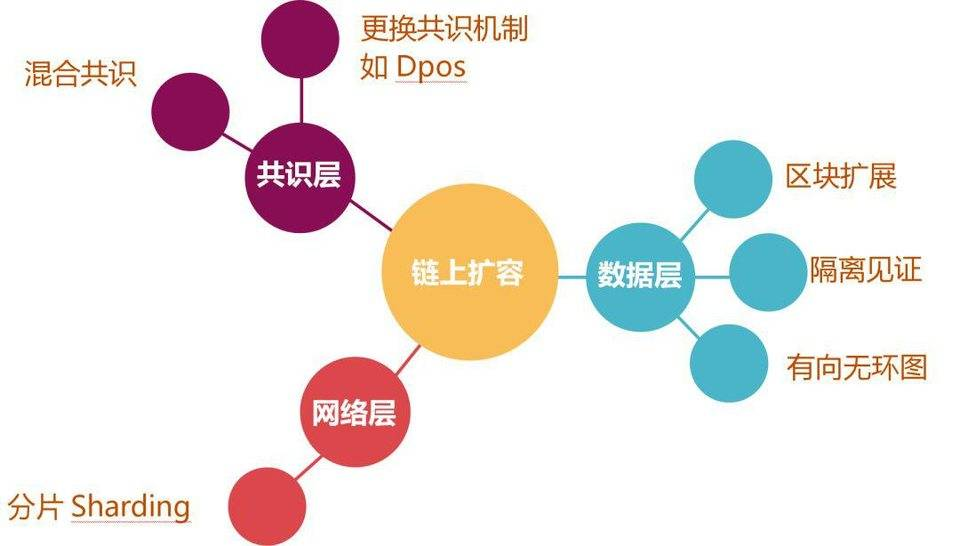 更换共识机制
如 Dpos
混合共识
共识层
区块扩展
链上扩容
数据层
隔离见证
有向无环图
网络层
分片 Sharding